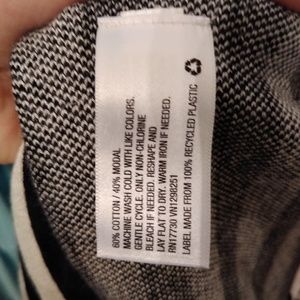 60% COTTON / 40% MODAL
MACHINE WASH COLD WITH LIKE COLORS.
GENTLE CYCLE. ONLY NON-CHLORINE
BLEACH IF NEEDED. RESHAPE AND
LAY FLAT TO DRY. WARM IRON IF NEEDED.
RN17730 VN1298251
LABEL MADE FROM 100% RECYCLED PLASTIC